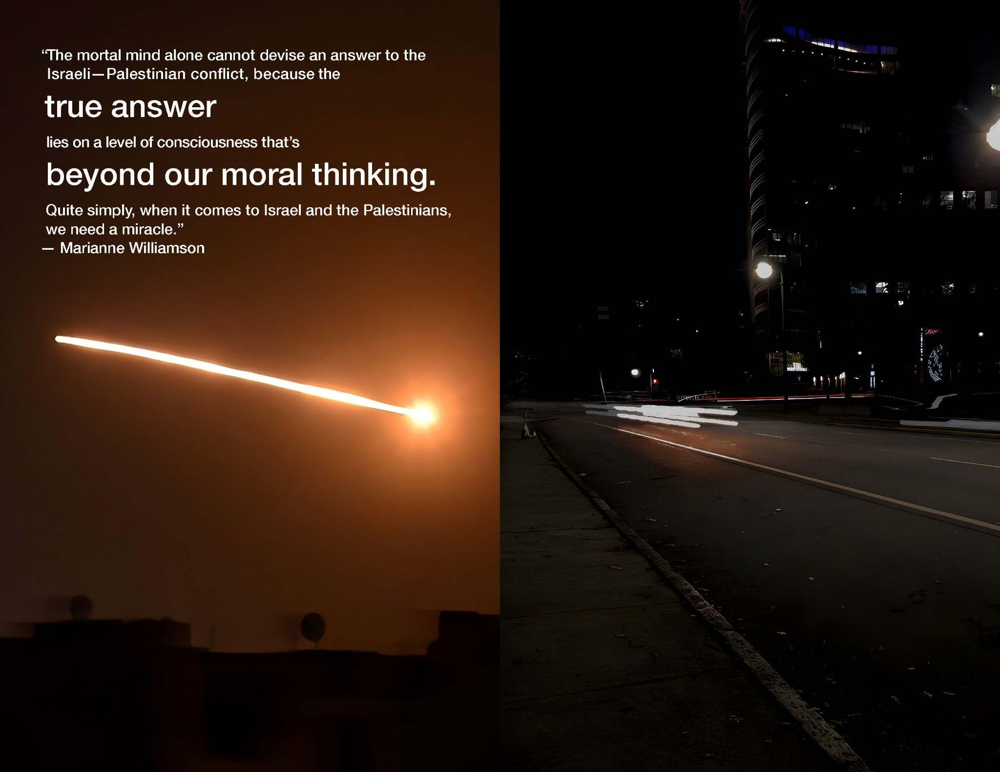 “The mortal mind alone cannot devise an answer to the
Israeli—Palestinian conflict, because the
true answer
lies on a level of consciousness that’s
beyond our moral thinking.
Quite simply, when it comes to Israel and the Palestinians,
we need a miracle.”
— Marianne Williamson